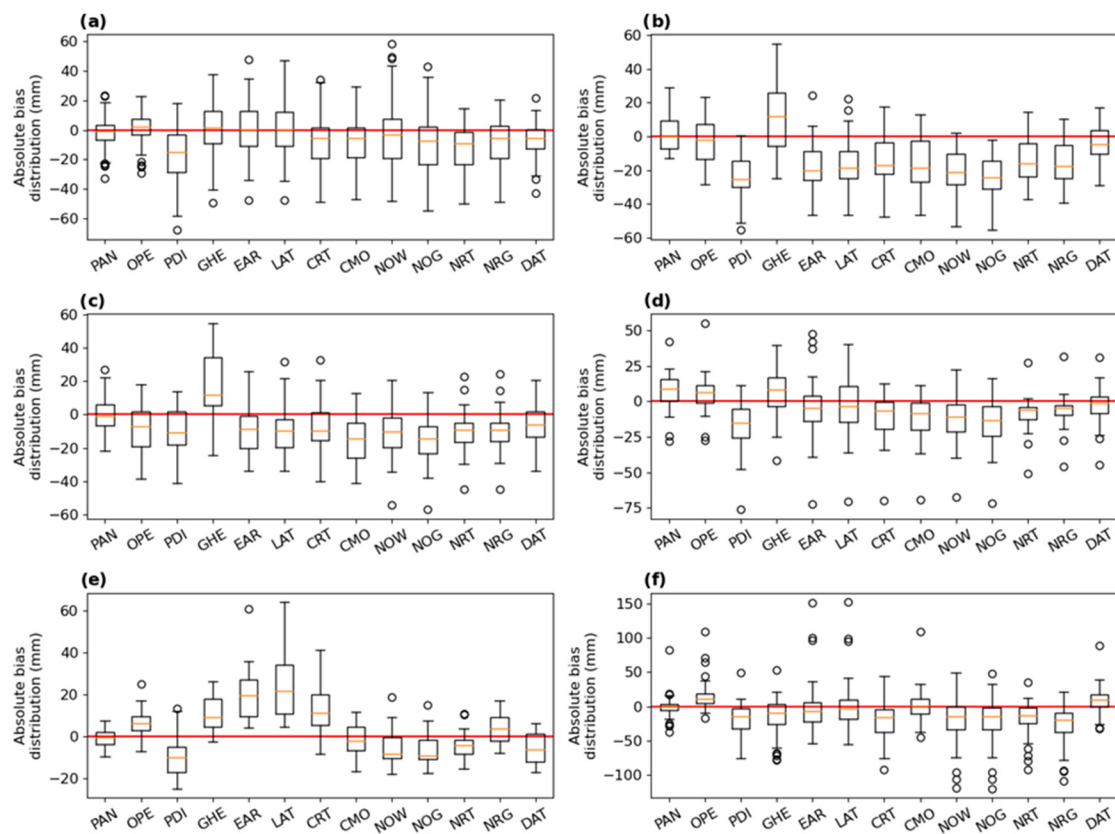 (a)
60
40
20
0
−20
−40
−60
Absolute bias
distribution (mm)
PAN OPE PDI GHE EAR LAT CRT CMO NOW NOG NRT NRG DAT
(b)
60
40
20
0
−20
−40
−60
Absolute bias
distribution (mm)
PAN OPE PDI GHE EAR LAT CRT CMO NOW NOG NRT NRG DAT
(c)
60
40
20
0
−20
−40
−60
Absolute bias
distribution (mm)
PAN OPE PDI GHE EAR LAT CRT CMO NOW NOG NRT NRG DAT
(d)
50
25
0
−25
−50
−75
Absolute bias
distribution (mm)
PAN OPE PDI GHE EAR LAT CRT CMO NOW NOG NRT NRG DAT
(e)
60
40
20
0
−20
Absolute bias
distribution (mm)
PAN OPE PDI GHE EAR LAT CRT CMO NOW NOG NRT NRG DAT
(f)
150
100
50
0
−50
−100
Absolute bias
distribution (mm)
PAN OPE PDI GHE EAR LAT CRT CMO NOW NOG NRT NRG DAT